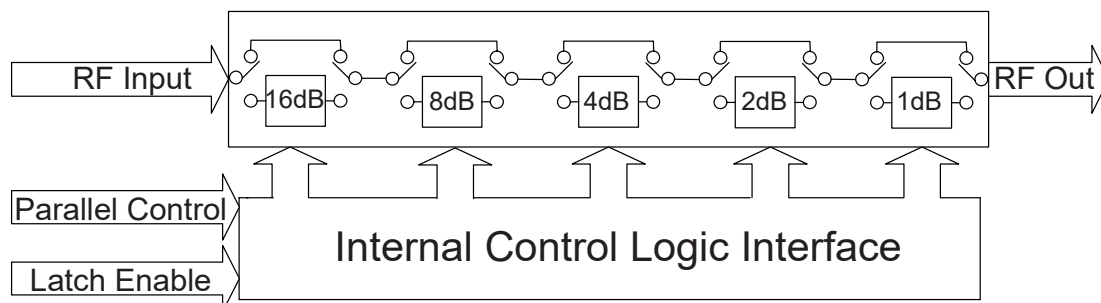 RF Input
16dB
8dB
4dB
2dB
1dB
RF Out
Parallel Control
Internal Control Logic Interface
Latch Enable